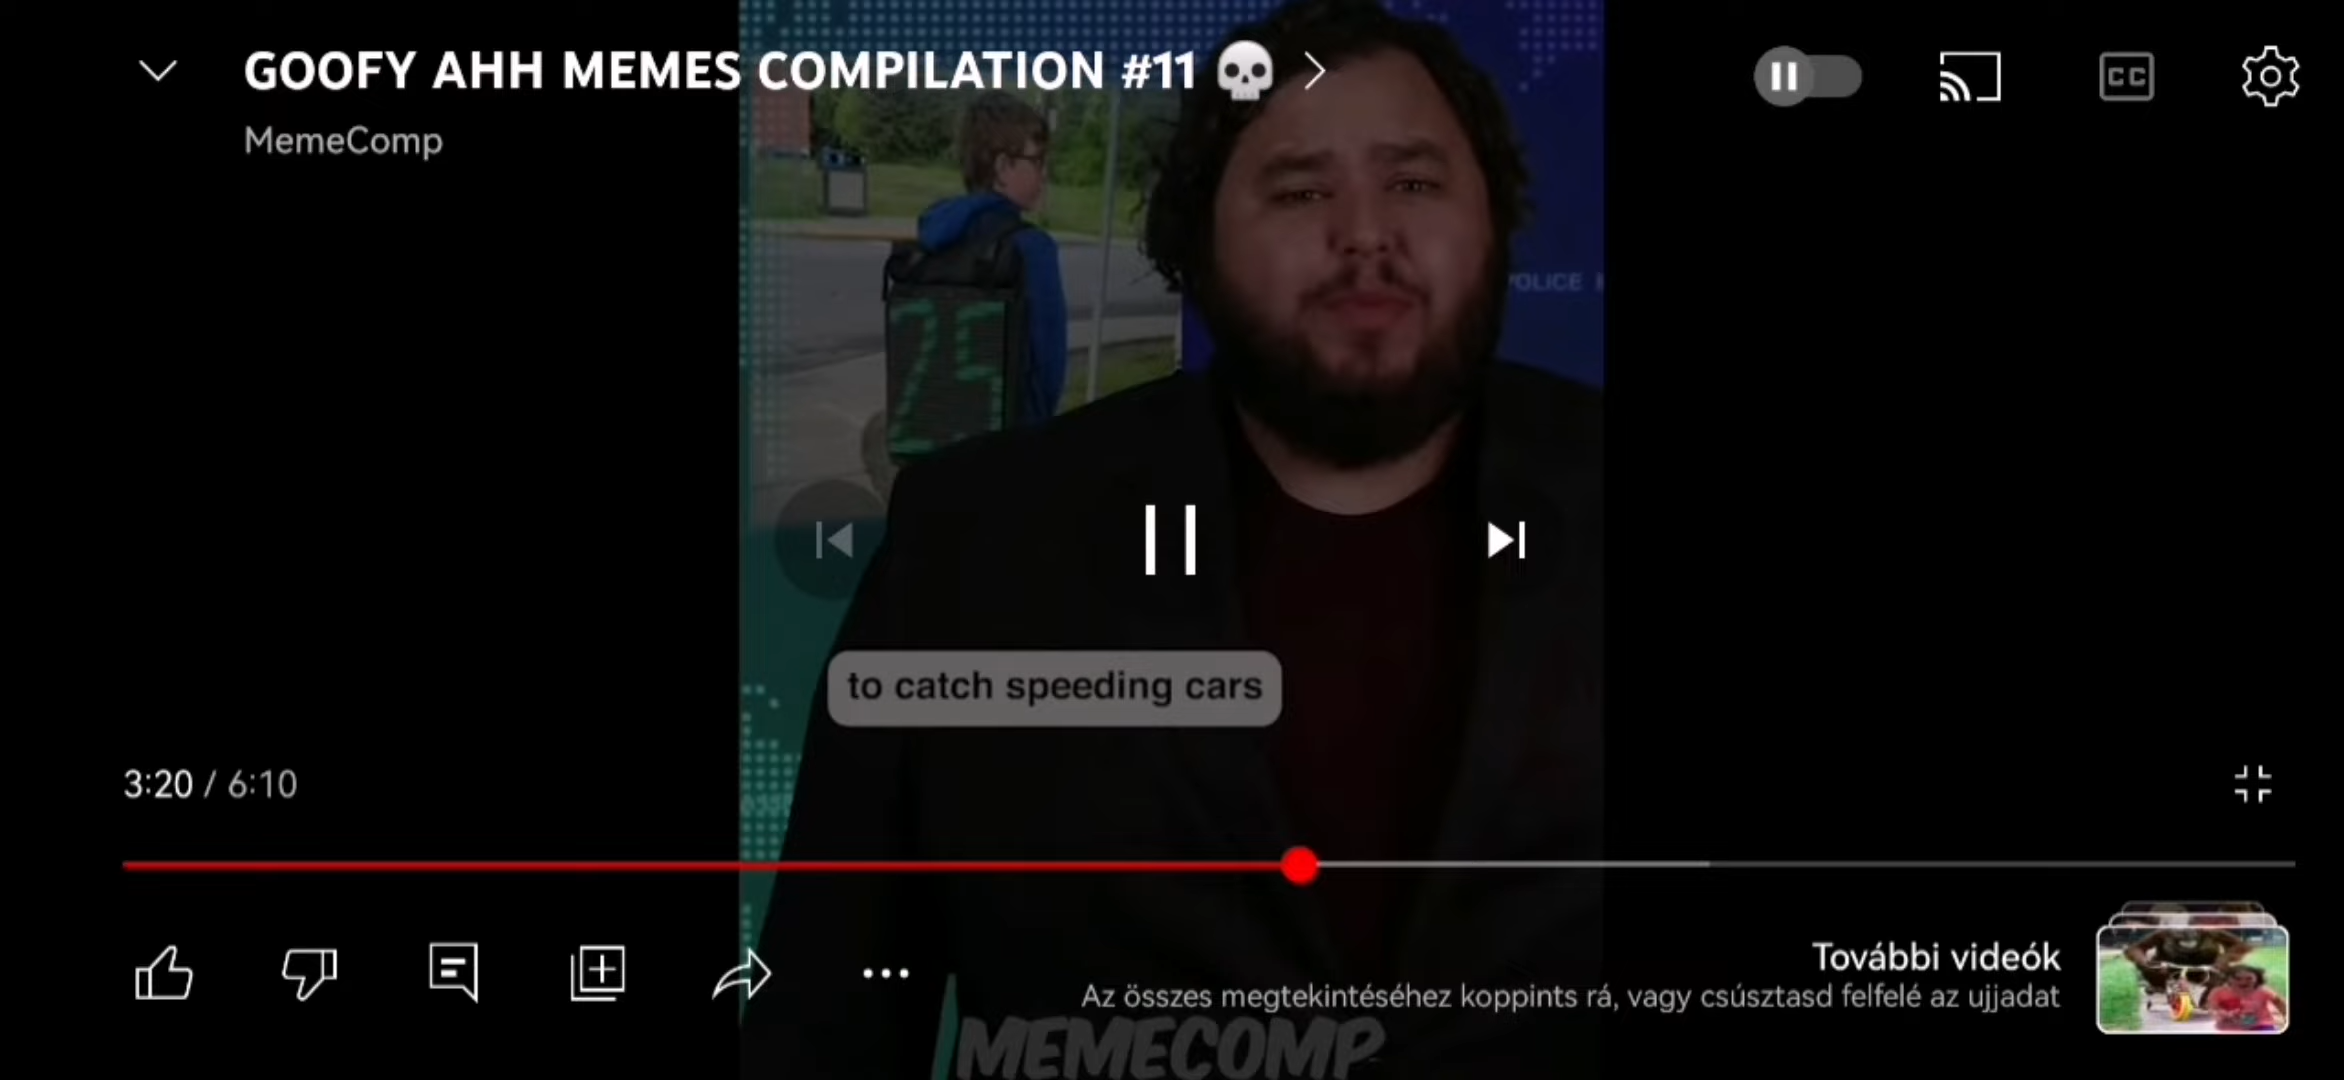 GOOFY AHH MEMES COMPILATION #11 💀
MemeComp
CC
25
POLICE
to catch speeding cars
3:20 / 6:10
További videók
Az összes megtekintéséhez koppints rá, vagy csúsztasd felfelé az ujjadat
MEMECOMP